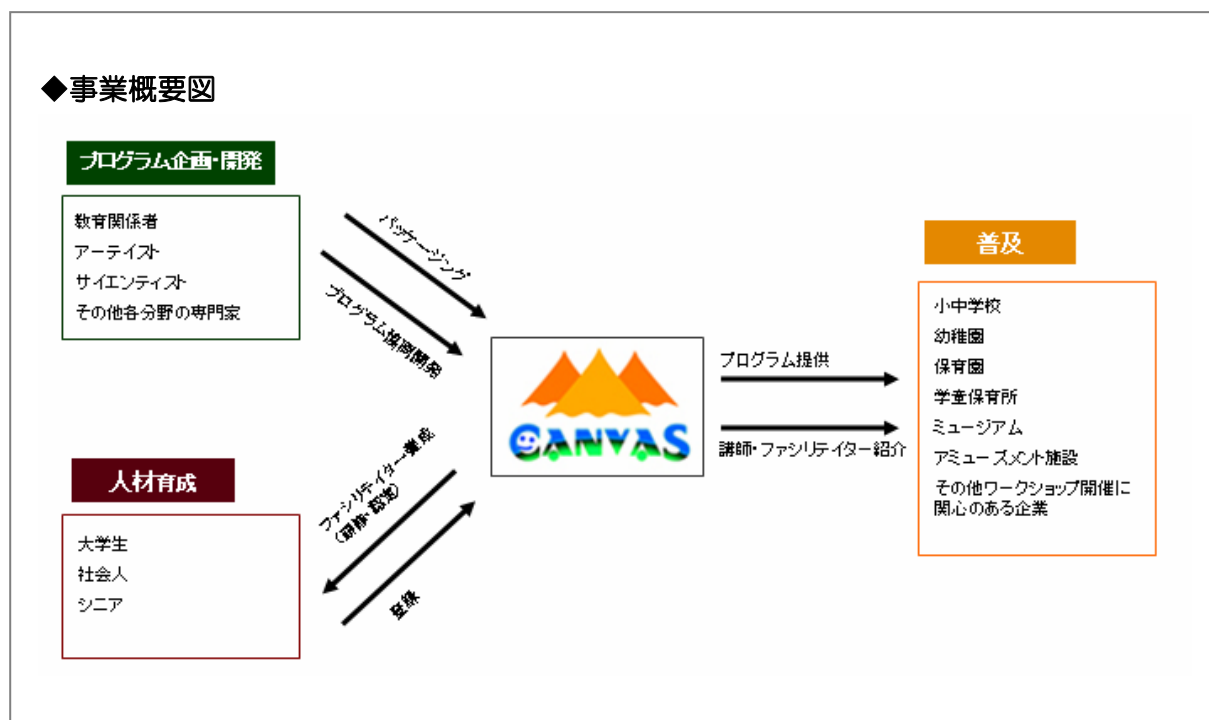 ◆事業概要図
プログラム企画・開発
教育関係者
アーテイスト
サイエンティスト
その他各分野の専門家
パッケージング
プログラム協同開発
人材育成
大学生
社会人
シニア
ファシリテイター養成
(研修・認定)
登録
CANVAS
プログラム提供
講師・ファシリテイター紹介
普及
小中学校
幼稚園
保育園
学童保育所
ミュージアム
アミューズメント施設
その他ワークショップ開催に
関心のある企業